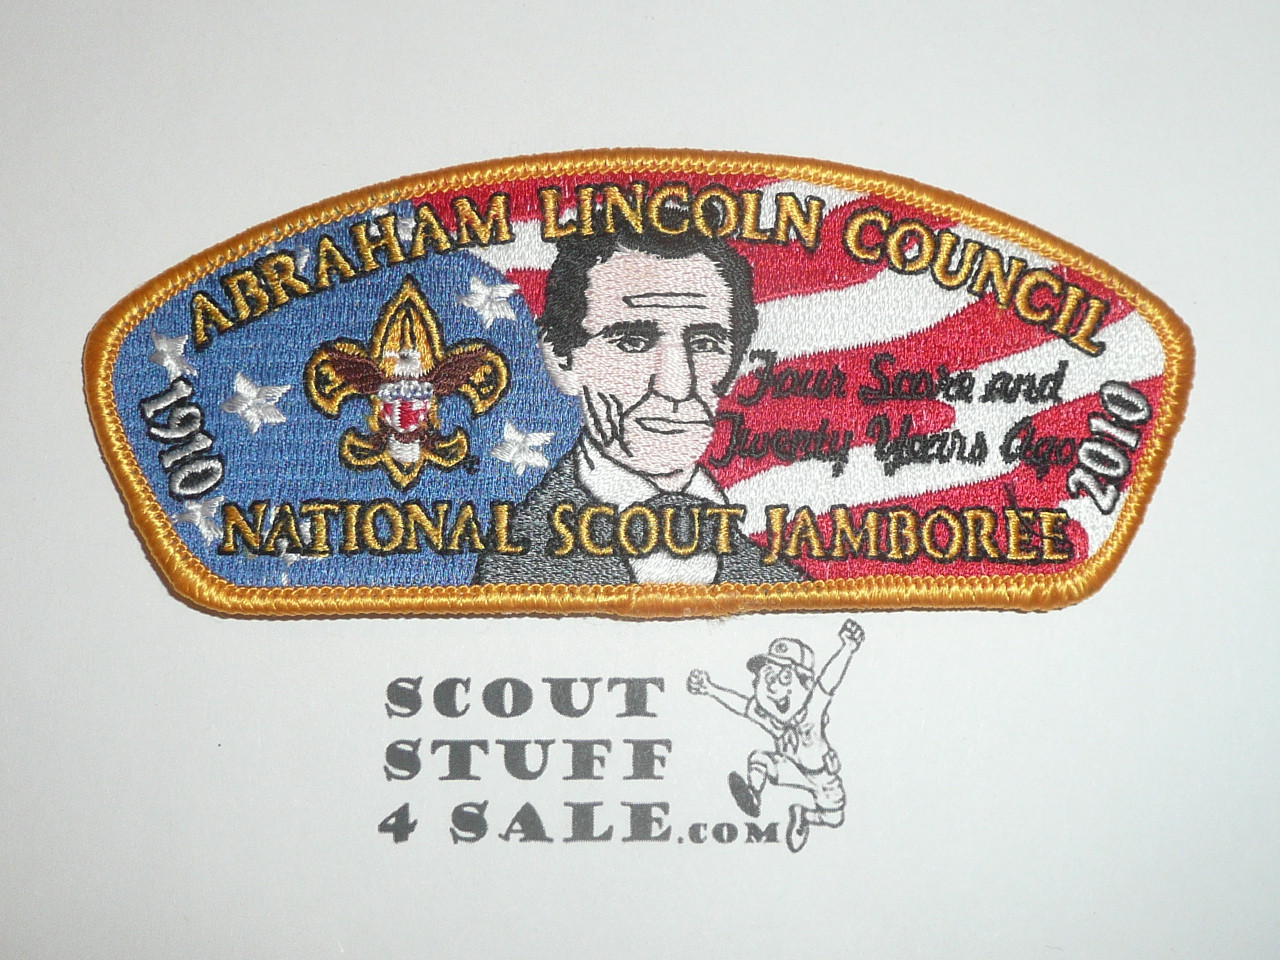 ABRAHAM LINCOLN COUNCIL
1910
Four Score and
Twenty Years Ago
2010
NATIONAL SCOUT JAMBOREE
SCOUT
STUFF
4 SALE.COM